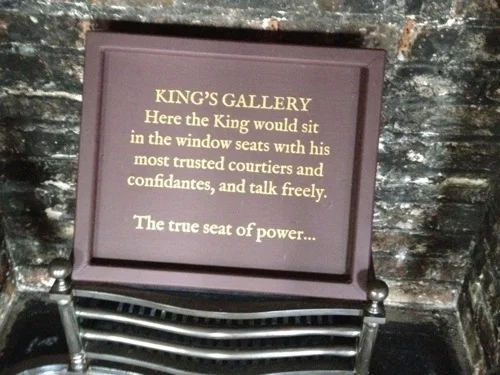 KING'S GALLERY
Here the King would sit
in the window seats with his
most trusted courtiers and
confidantes, and talk freely.
The true seat of power...